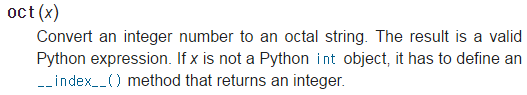 oct(x)
Convert an integer number to an octal string. The result is a valid
Python expression. If x is not a Python int object, it has to define an
__index__() method that returns an integer.